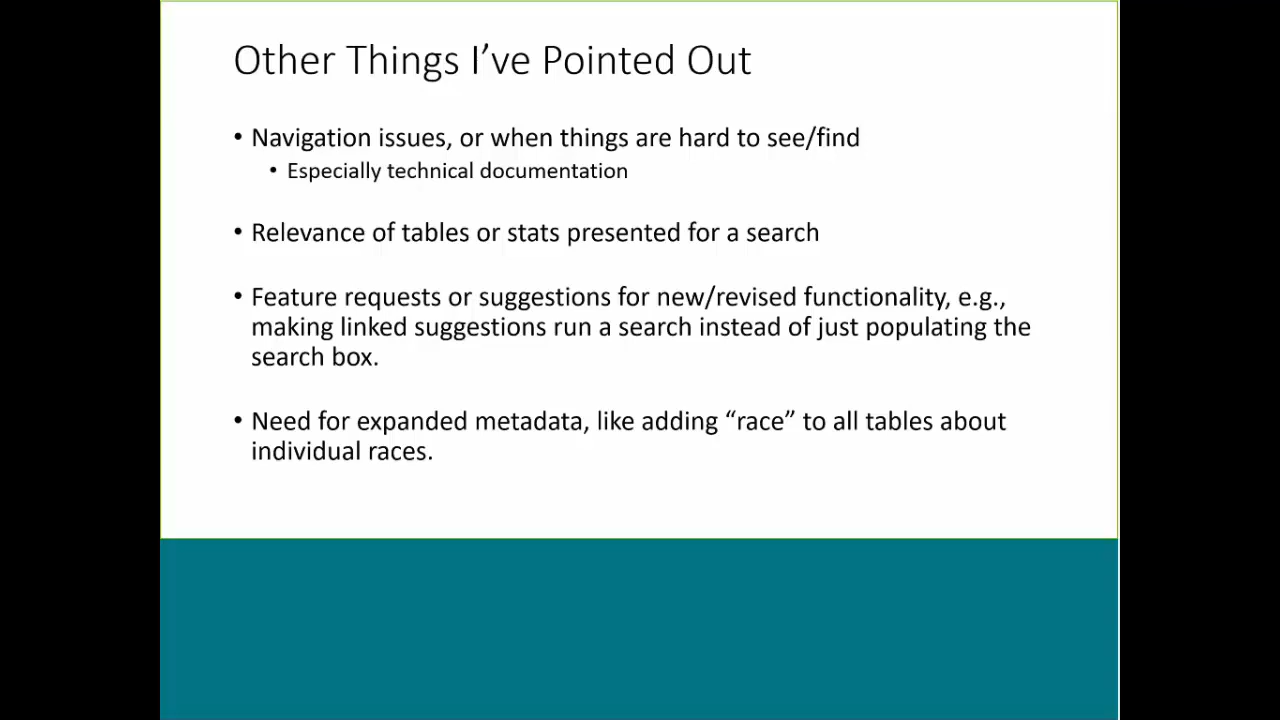 Other Things I’ve Pointed Out
• Navigation issues, or when things are hard to see/find
• Especially technical documentation
• Relevance of tables or stats presented for a search
• Feature requests or suggestions for new/revised functionality, e.g.,
making linked suggestions run a search instead of just populating the
search box.
• Need for expanded metadata, like adding “race” to all tables about
individual races.